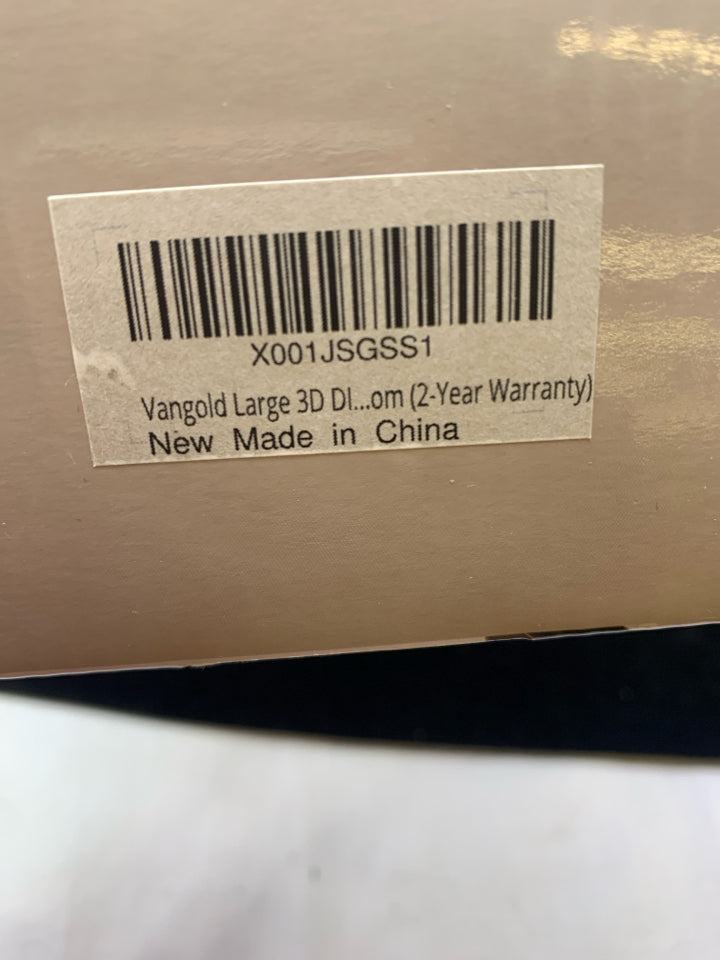 X001JSGSS1
Vangold Large 3D DI...om (2-Year Warranty)
New Made in China